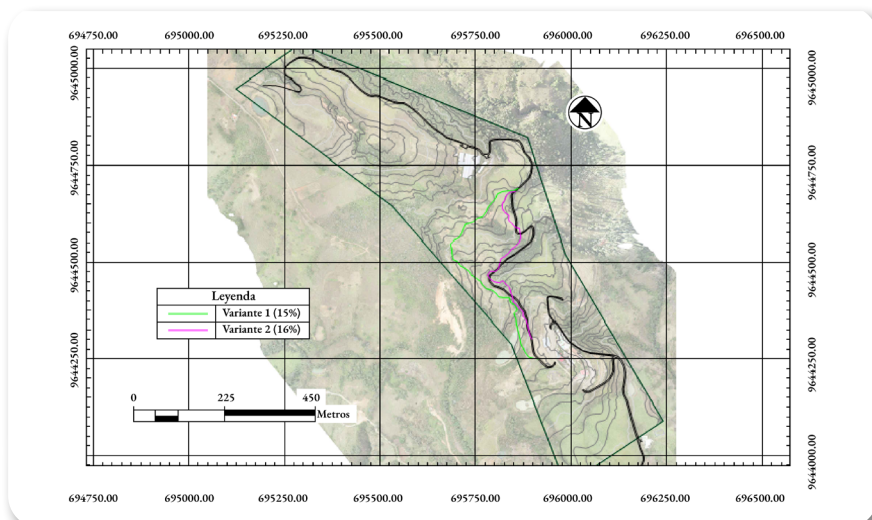 694750.00 695000.00 695250.00 695500.00 695750.00 696000.00 696250.00 696500.00
9645000.00 9645000.00
N
9644750.00 9644750.00
9644500.00 9644500.00
Leyenda
Variante 1 (15%)
Variante 2 (16%)
9644250.00 9644250.00
0 225 450
Metros
9644000.00
694750.00 695000.00 695250.00 695500.00 695750.00 696000.00 696250.00 696500.00